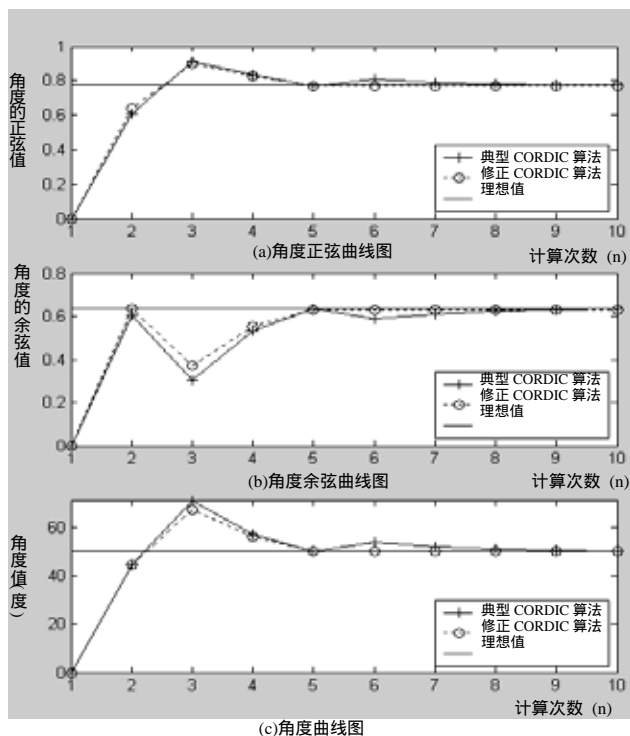 角度的正弦值
1
0.8
0.6
0.4
0.2
0
1 2 3 4 5 6 7 8 9 10
典型 CORDIC 算法
修正 CORDIC 算法
理想值
(a)角度正弦曲线图
计算次数 (n)
角度的余弦值
0.8
0.6
0.4
0.2
0
1 2 3 4 5 6 7 8 9 10
典型 CORDIC 算法
修正 CORDIC 算法
理想值
(b)角度余弦曲线图
计算次数 (n)
角度值(度)
60
40
20
0
1 2 3 4 5 6 7 8 9 10
典型 CORDIC 算法
修正 CORDIC 算法
理想值
计算次数 (n)
(c)角度曲线图